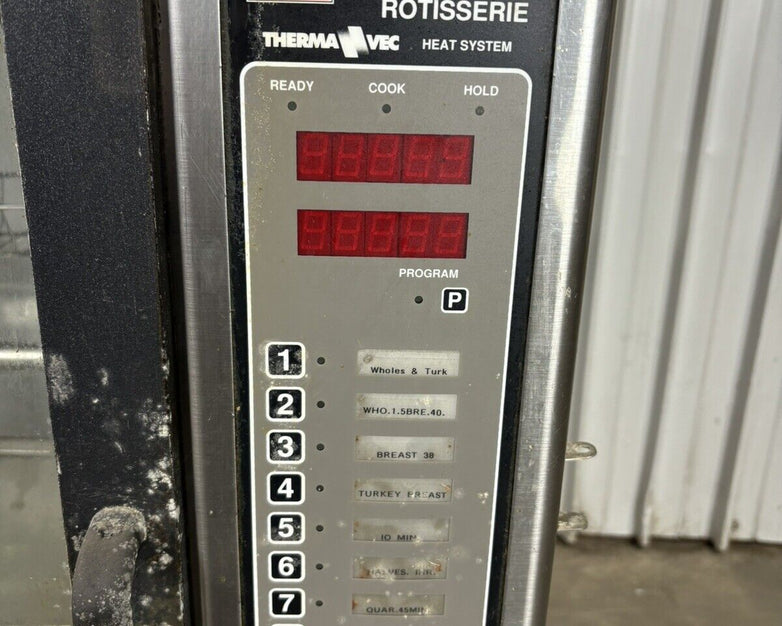 ROTISSERIE
THERMA VEC HEAT SYSTEM
READY COOK HOLD
PROGRAM
P
1 Wholes & Turk
2 WHO.1.5BRE.40.
3 BREAST 38
4 TURKEY BREAST
5 10 MIN
6 HALVES.
7 QUAR.45MIN